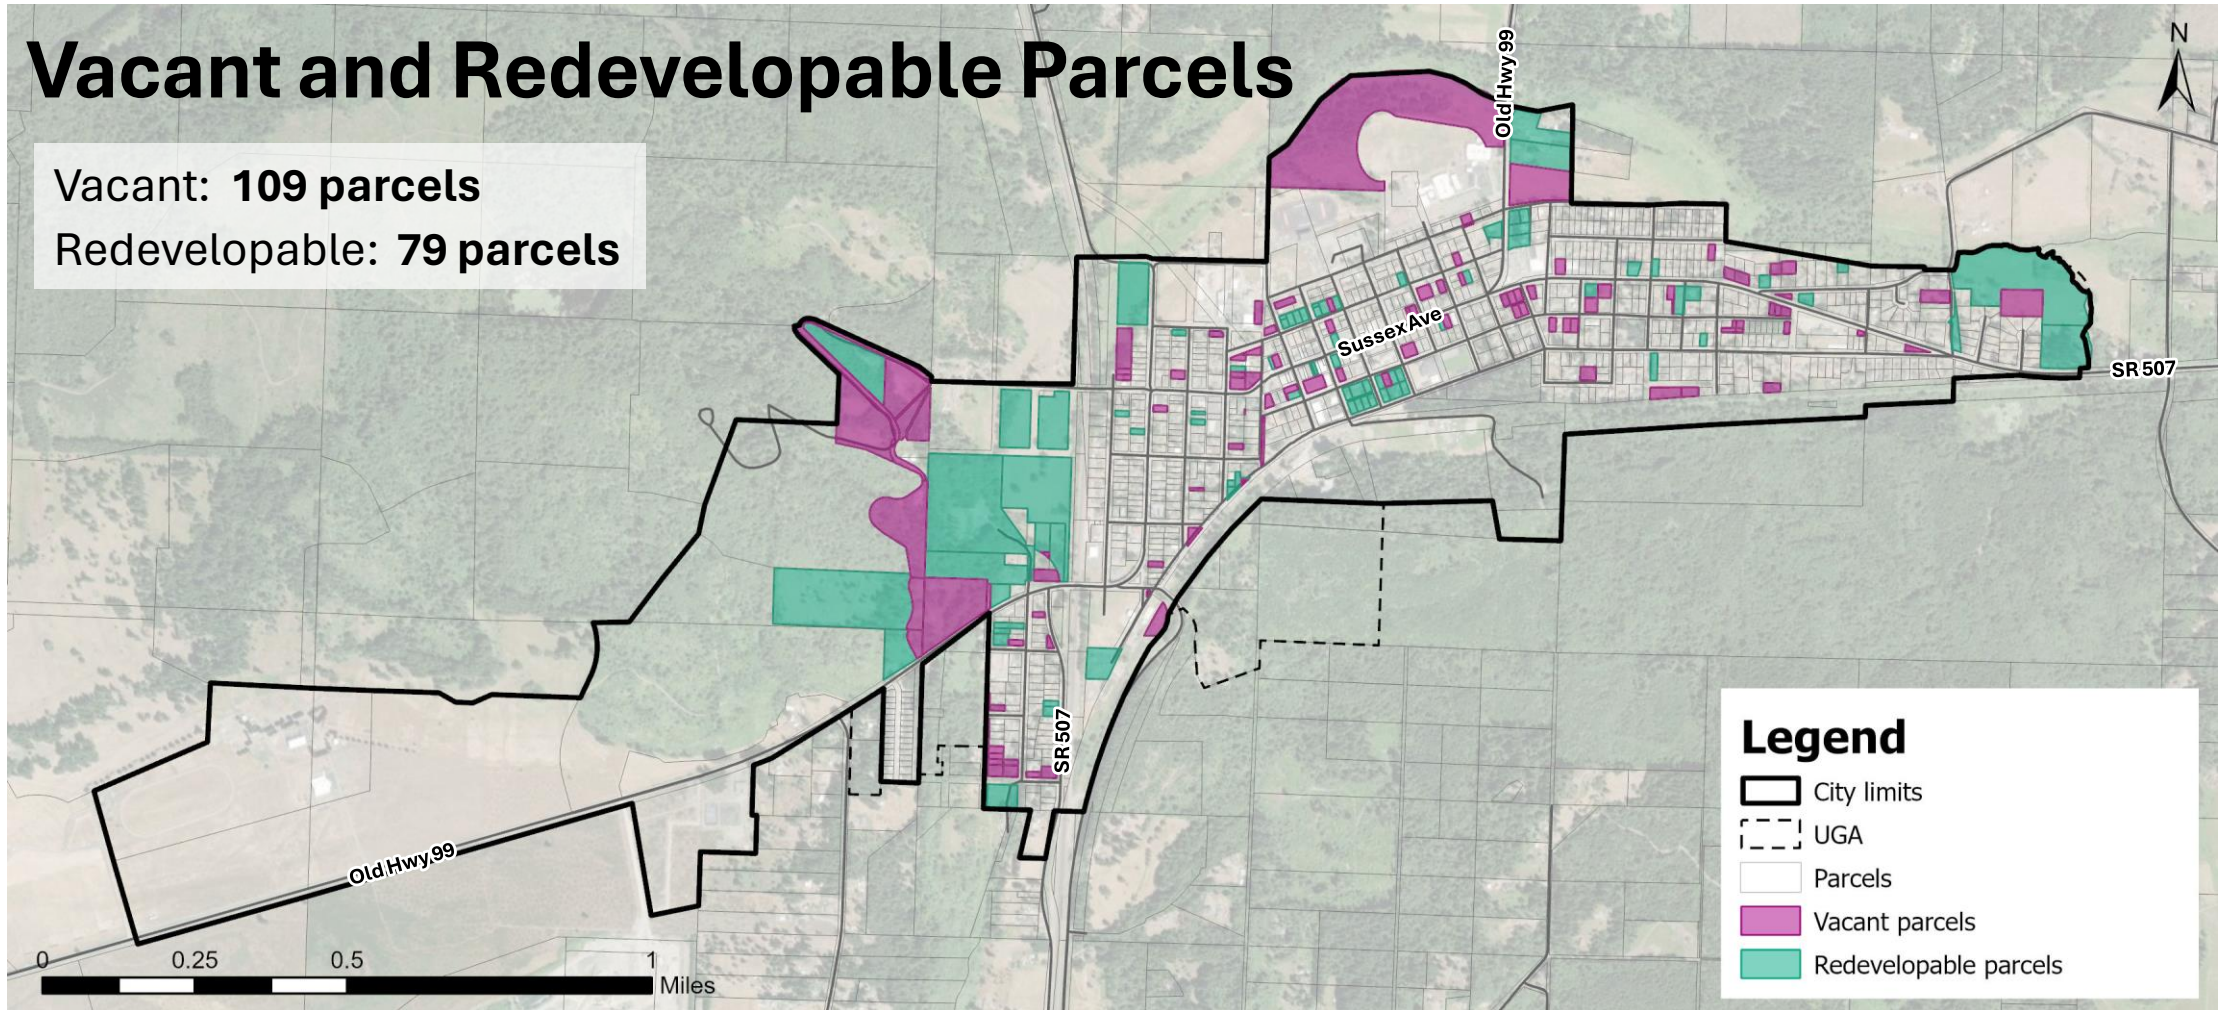 Vacant and Redevelopable Parcels
Vacant: 109 parcels
Redevelopable: 79 parcels
Old Hwy 99
N
Sussex Ave
SR 507
SR 507
Old Hwy 99
0 0.25 0.5 1
Miles
Legend
City limits
UGA
Parcels
Vacant parcels
Redevelopable parcels